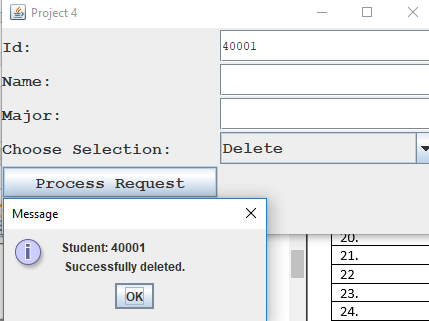 Project 4
Id:
40001
Name:
Major:
Choose Selection:
Delete
Process Request
Message
Student: 40001
Successfully deleted.
OK
20.
21.
22
23.
24.